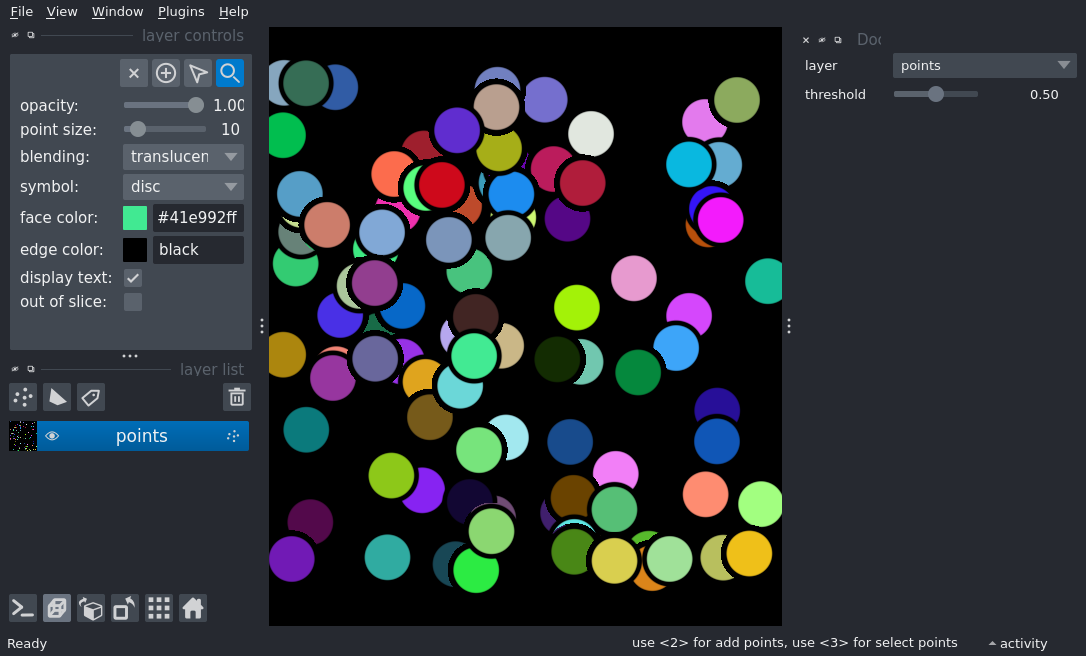 File View Window Plugins Help
layer controls
opacity: 1.00
point size: 10
blending: translucen
symbol: disc
face color: #41e992ff
edge color: black
display text:
out of slice:
layer list
points
Ready
layer points
threshold 0.50
use <2> for add points, use <3> for select points
activity